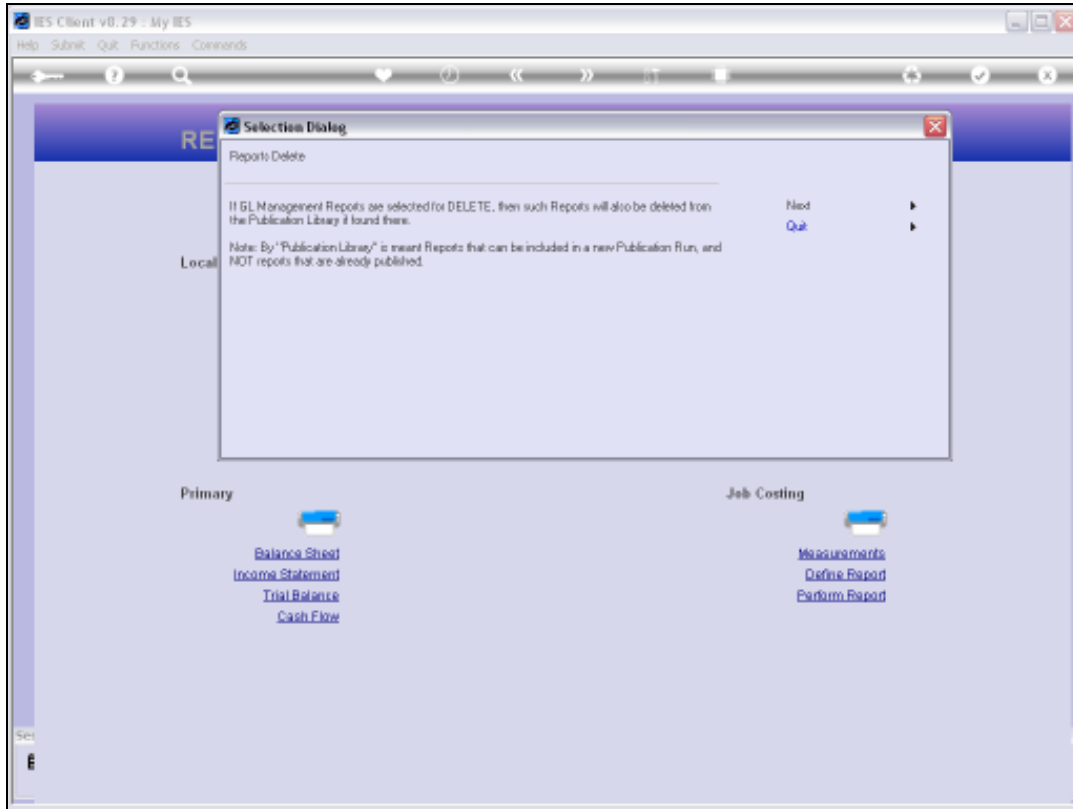 IES Client v8.29 : My IES
Help Submit Quit Functions Commands
RE
Selection Dialog
Reports Delete
If GL Management Reports are selected for DELETE, then such Reports will also be deleted from
the Publication Library if found there.
Next
Quit
Note: By "Publication Library" is meant Reports that can be included in a new Publication Run, and
NOT reports that are already published.
Local
Primary
Job Costing
Balance Sheet
Measurements
Income Statement
Define Report
Trial Balance
Perform Report
Cash Flow
Ser